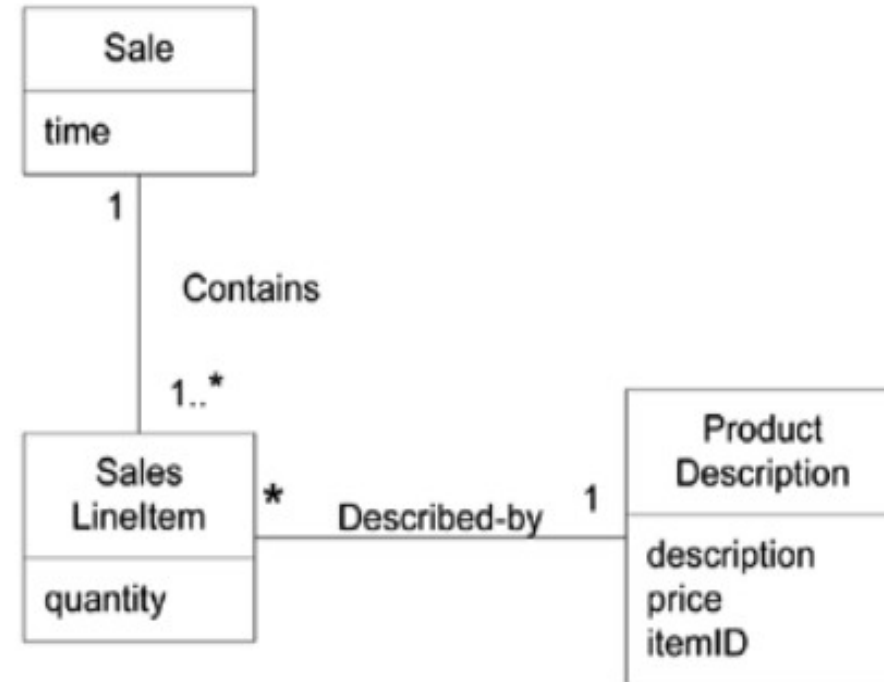 Sale
time
1
Contains
1..*
Sales
LineItem
quantity
*
Described-by
1
Product
Description
description
price
itemID